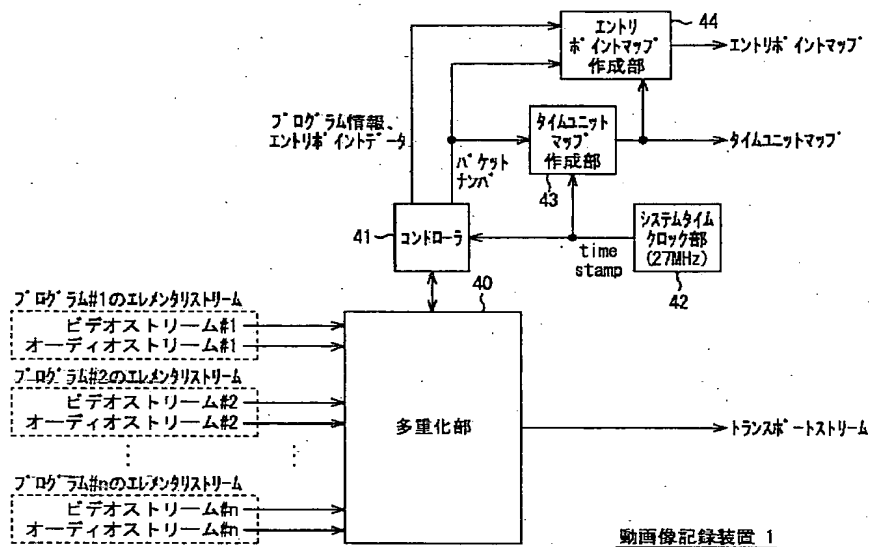 44
エントリ
ポイントマップ
作成部
エントリポイントマップ
プログラム情報、
エントリポイントデータ
パケット
ナンバ
タイムユニット
マップ
作成部
43
タイムユニットマップ
41
コントローラ
time
stamp
システムタイム
クロック部
(27MHz)
42
40
プログラム#1のエレメンタリストリーム
ビデオストリーム#1
オーディオストリーム#1
プログラム#2のエレメンタリストリーム
ビデオストリーム#2
オーディオストリーム#2
多重化部
トランスポートストリーム
プログラム#nのエレメンタリストリーム
ビデオストリーム#n
オーディオストリーム#n
動画像記録装置 1